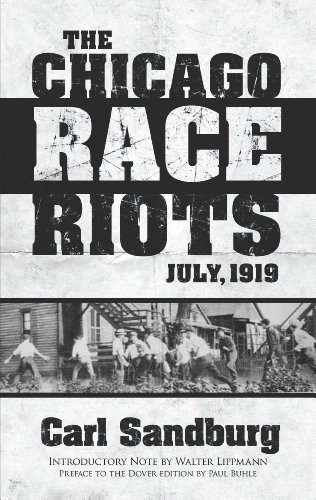 THE
CHICAGO
RACE
RIOTS
JULY, 1919
Carl Sandburg
INTRODUCTORY NOTE BY WALTER LIPPMANN
PREFACE TO THE DOVER EDITION BY PAUL BUHLE